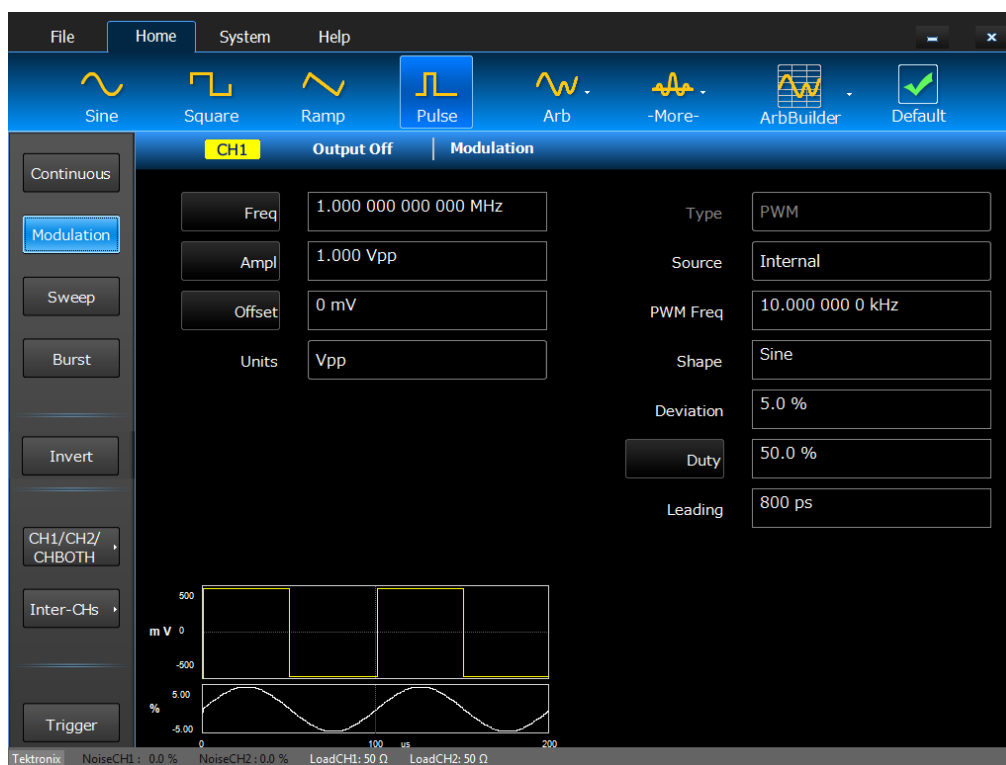 File Home System Help
Sine Square Ramp Pulse Arb -More- ArbBuilder Default
CH1 Output Off Modulation
Continuous
Modulation
Sweep
Burst
Invert
CH1/CH2/
CHBOTH
Inter-CHs
Trigger
Freq 1.000 000 000 000 MHz
Ampl 1.000 Vpp
Offset 0 mV
Units Vpp
Type PWM
Source Internal
PWM Freq 10.000 000 0 kHz
Shape Sine
Deviation 5.0 %
Duty 50.0 %
Leading 800 ps
500
m V 0
-500
5.00
%
-5.00
0 100 us 200
Tektronix NoiseCH1 : 0.0 % NoiseCH2 : 0.0 % LoadCH1: 50 Ω LoadCH2: 50 Ω